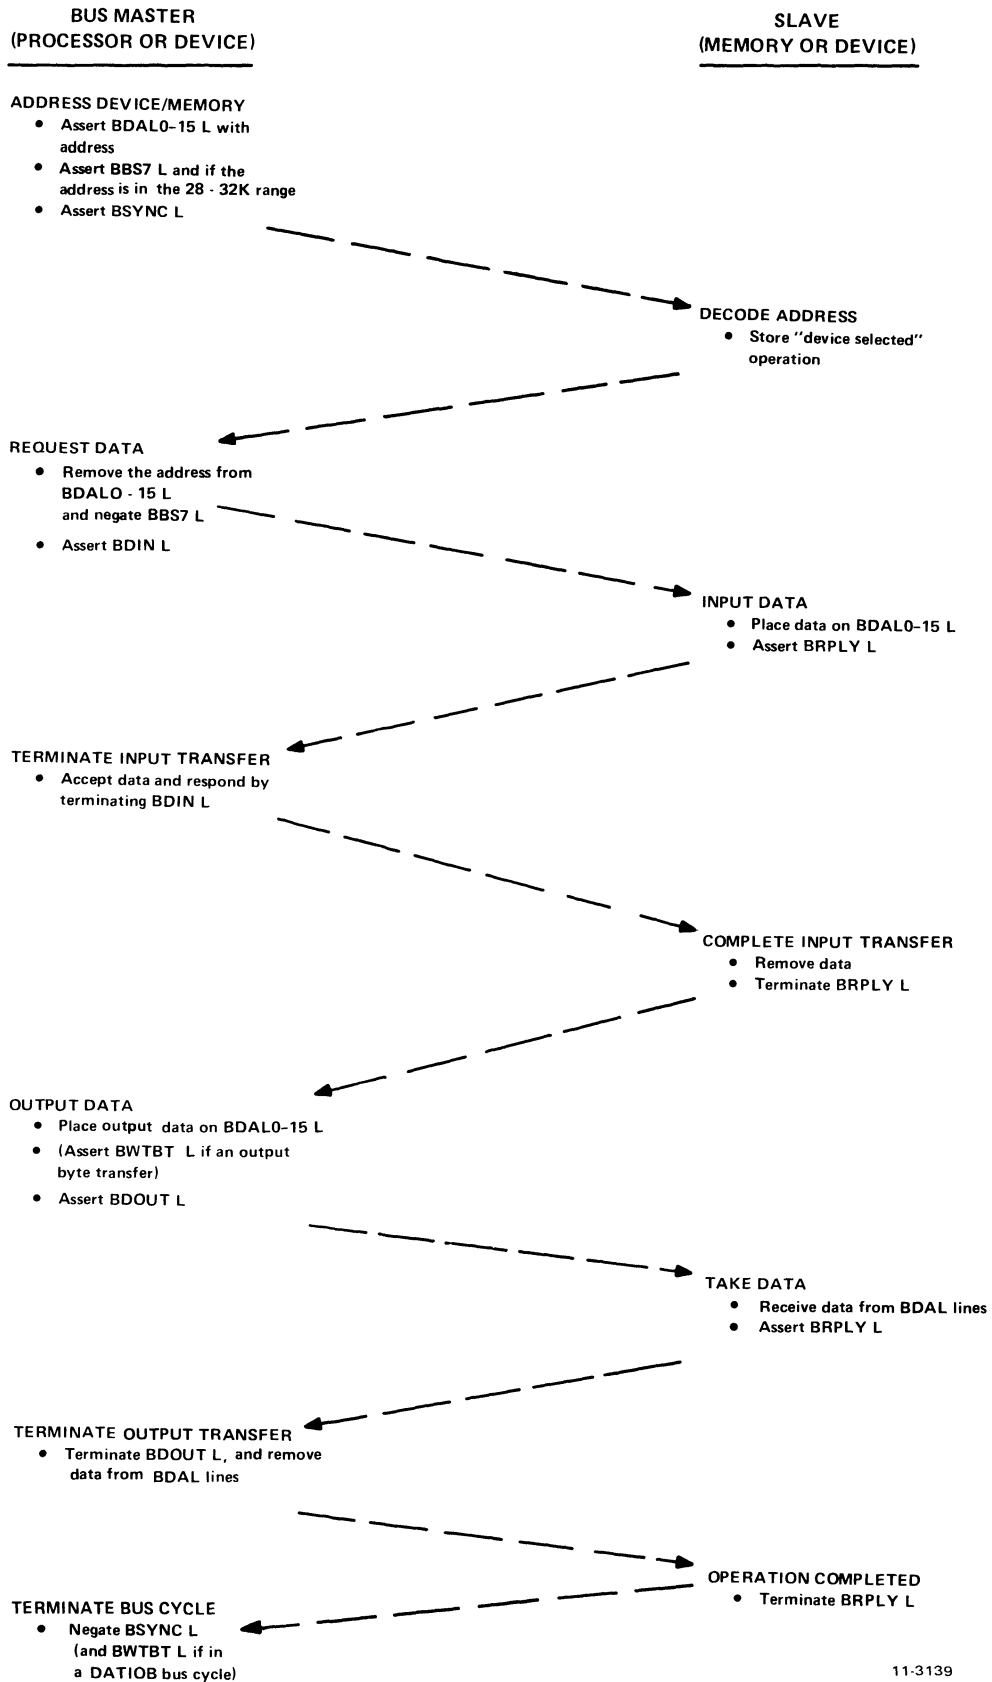 BUS MASTER
(PROCESSOR OR DEVICE)
SLAVE
(MEMORY OR DEVICE)
ADDRESS DEVICE/MEMORY
• Assert BDAL0-15 L with
address
• Assert BBS7 L and if the
address is in the 28 - 32K range
• Assert BSYNC L
DECODE ADDRESS
• Store "device selected"
operation
REQUEST DATA
• Remove the address from
BDALO - 15 L
and negate BBS7 L
• Assert BDIN L
INPUT DATA
• Place data on BDAL0-15 L
• Assert BRPLY L
TERMINATE INPUT TRANSFER
• Accept data and respond by
terminating BDIN L
COMPLETE INPUT TRANSFER
• Remove data
• Terminate BRPLY L
OUTPUT DATA
• Place output data on BDAL0-15 L
• (Assert BWTBT L if an output
byte transfer)
• Assert BDOUT L
TAKE DATA
• Receive data from BDAL lines
• Assert BRPLY L
TERMINATE OUTPUT TRANSFER
• Terminate BDOUT L, and remove
data from BDAL lines
OPERATION COMPLETED
• Terminate BRPLY L
TERMINATE BUS CYCLE
• Negate BSYNC L
(and BWTBT L if in
a DATIOB bus cycle)
11-3139